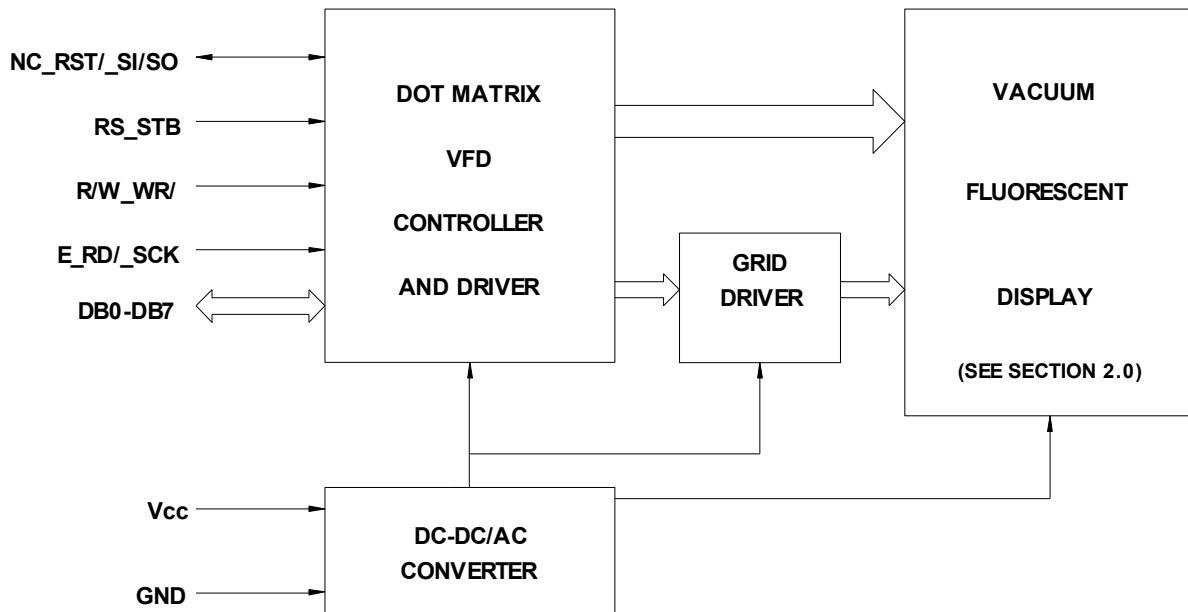 NC_RST/_SI/SO
RS_STB
R/W_WR/
E_RD/_SCK
DB0-DB7
DOT MATRIX
VFD
CONTROLLER
AND DRIVER
GRID
DRIVER
VACUUM
FLUORESCENT
DISPLAY
(SEE SECTION 2.0)
Vcc
GND
DC-DC/AC
CONVERTER